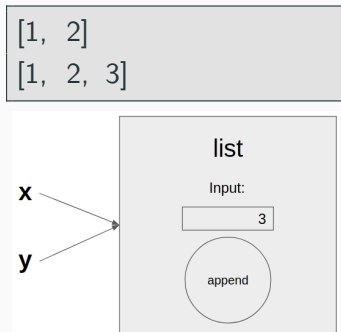 [1, 2]
[1, 2, 3]
list
Input:
x
3
y
append